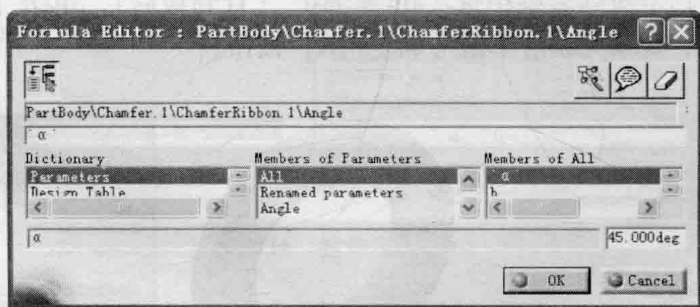 Formula Editor : PartBody\Chamfer.1\ChamferRibbon.1\Angle
PartBody\Chamfer.1\ChamferRibbon.1\Angle
`α`
Dictionary Members of Parameters Members of All
Parameters All `α`
Design Table Renamed parameters h
Angle
α 45.000deg
OK Cancel